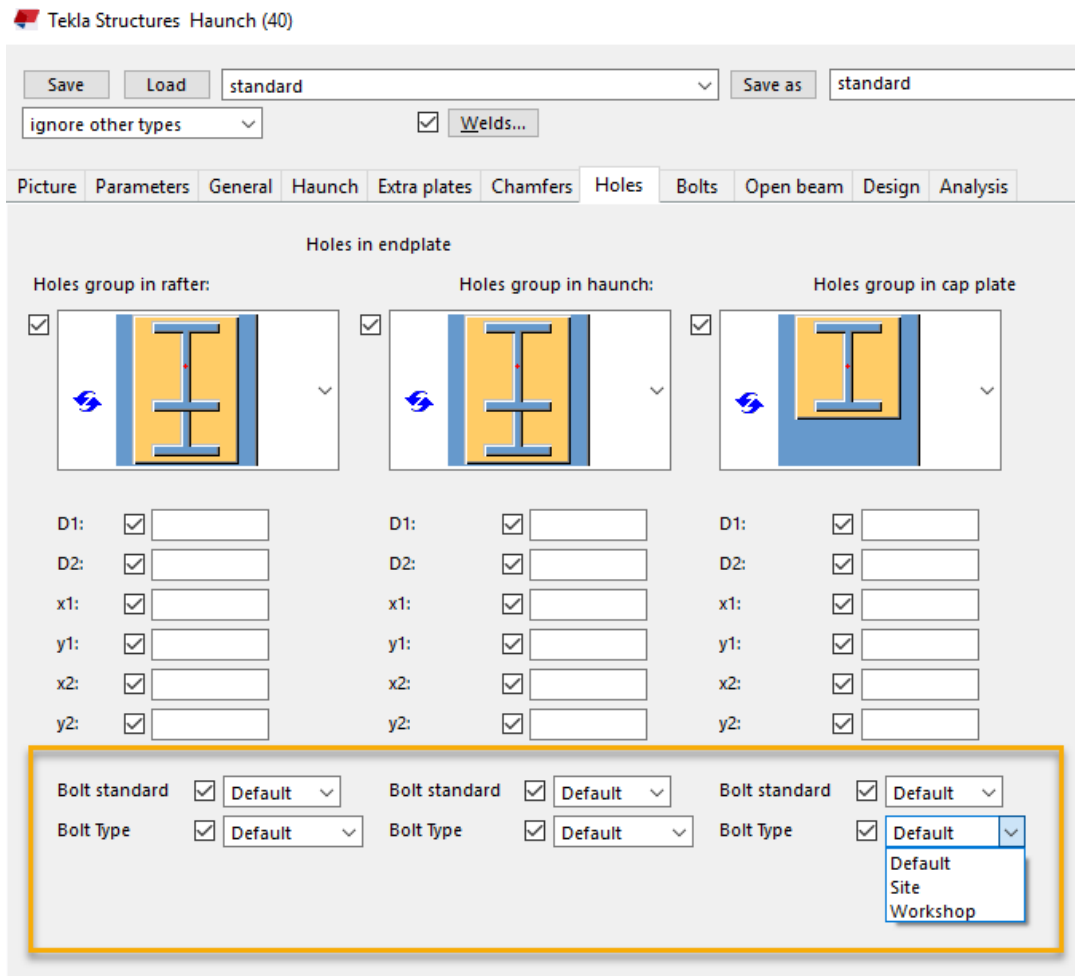 Tekla Structures Haunch (40)
Save Load standard Save as standard
ignore other types Welds...
Picture Parameters General Haunch Extra plates Chamfers Holes Bolts Open beam Design Analysis
Holes in endplate
Holes group in rafter: Holes group in haunch: Holes group in cap plate
D1: D1: D1:
D2: D2: D2:
x1: x1: x1:
y1: y1: y1:
x2: x2: x2:
y2: y2: y2:
Bolt standard Default Bolt standard Default Bolt standard Default
Bolt Type Default Bolt Type Default Bolt Type Default
Default
Site
Workshop